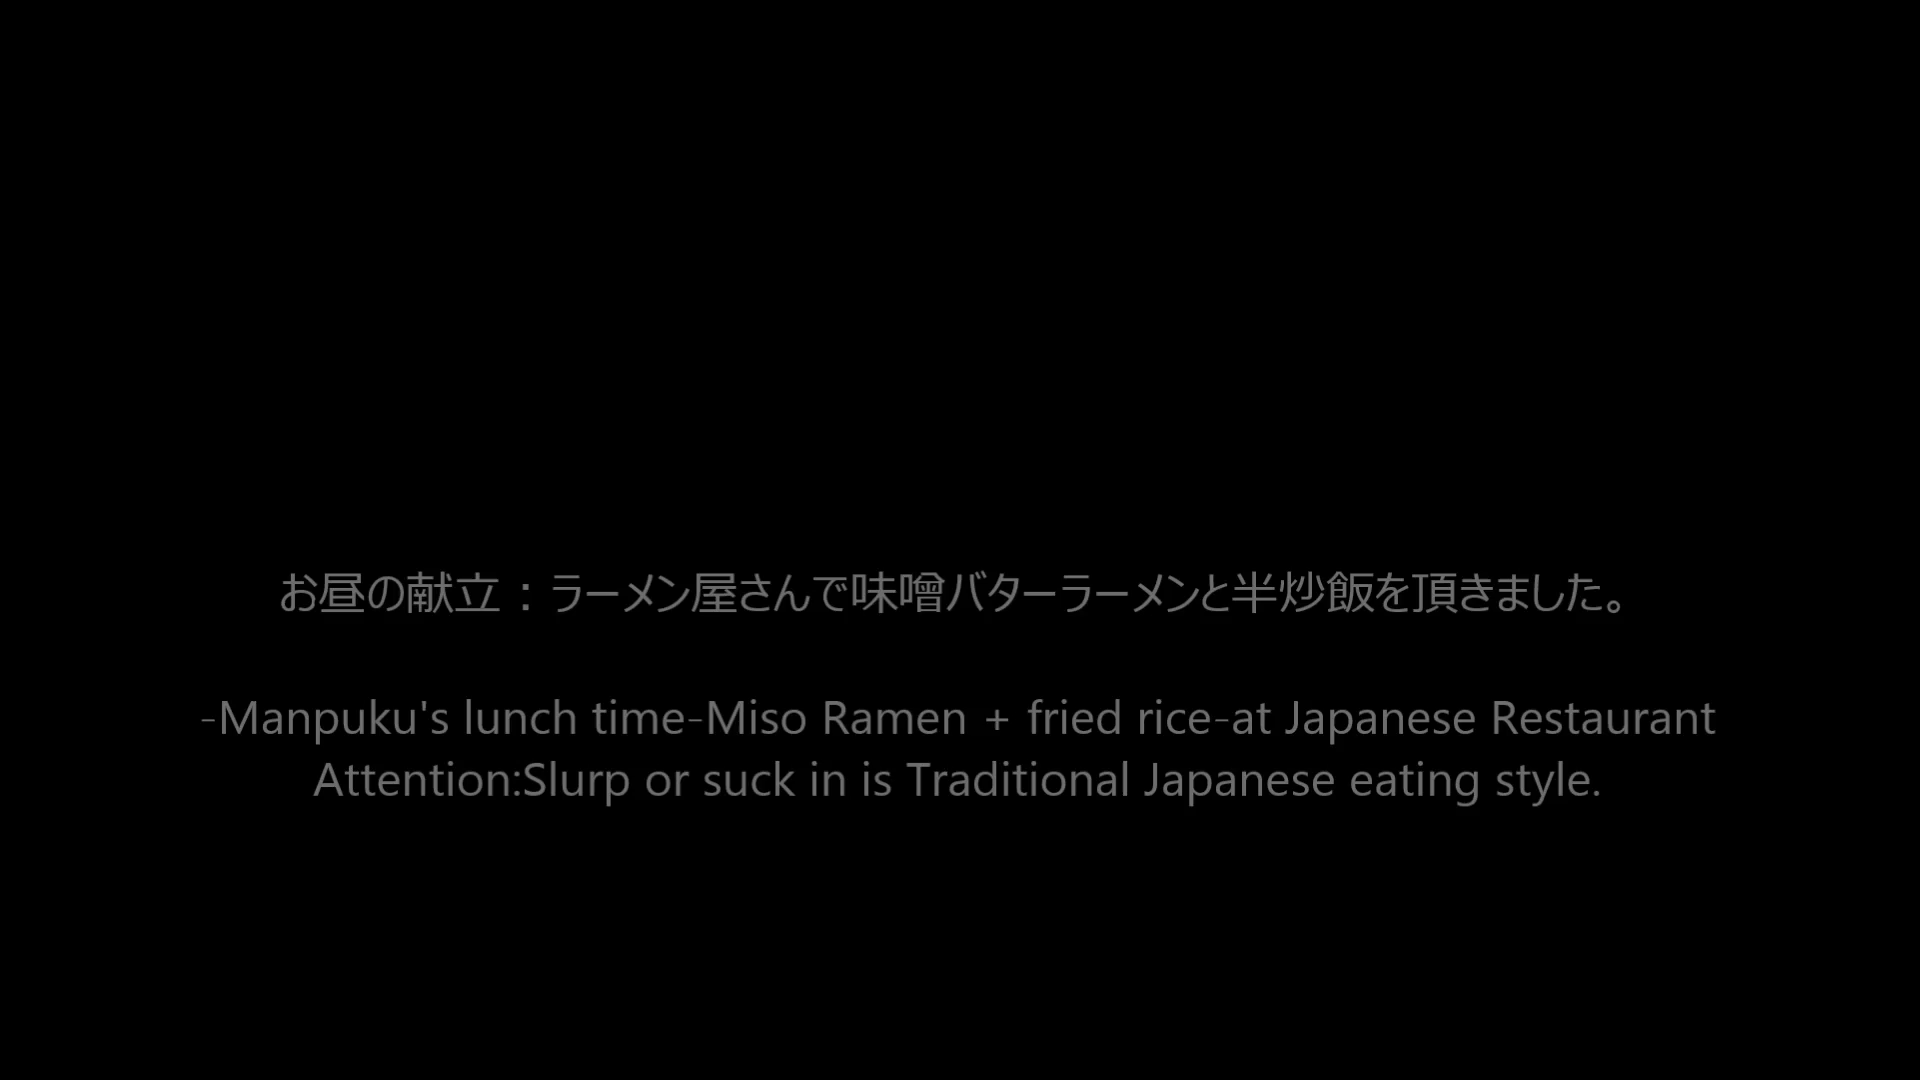 お昼の献立：ラーメン屋さんで味噌バターラーメンと半炒飯を頂きました。
-Manpuku's lunch time-Miso Ramen + fried rice-at Japanese Restaurant
Attention:Slurp or suck in is Traditional Japanese eating style.